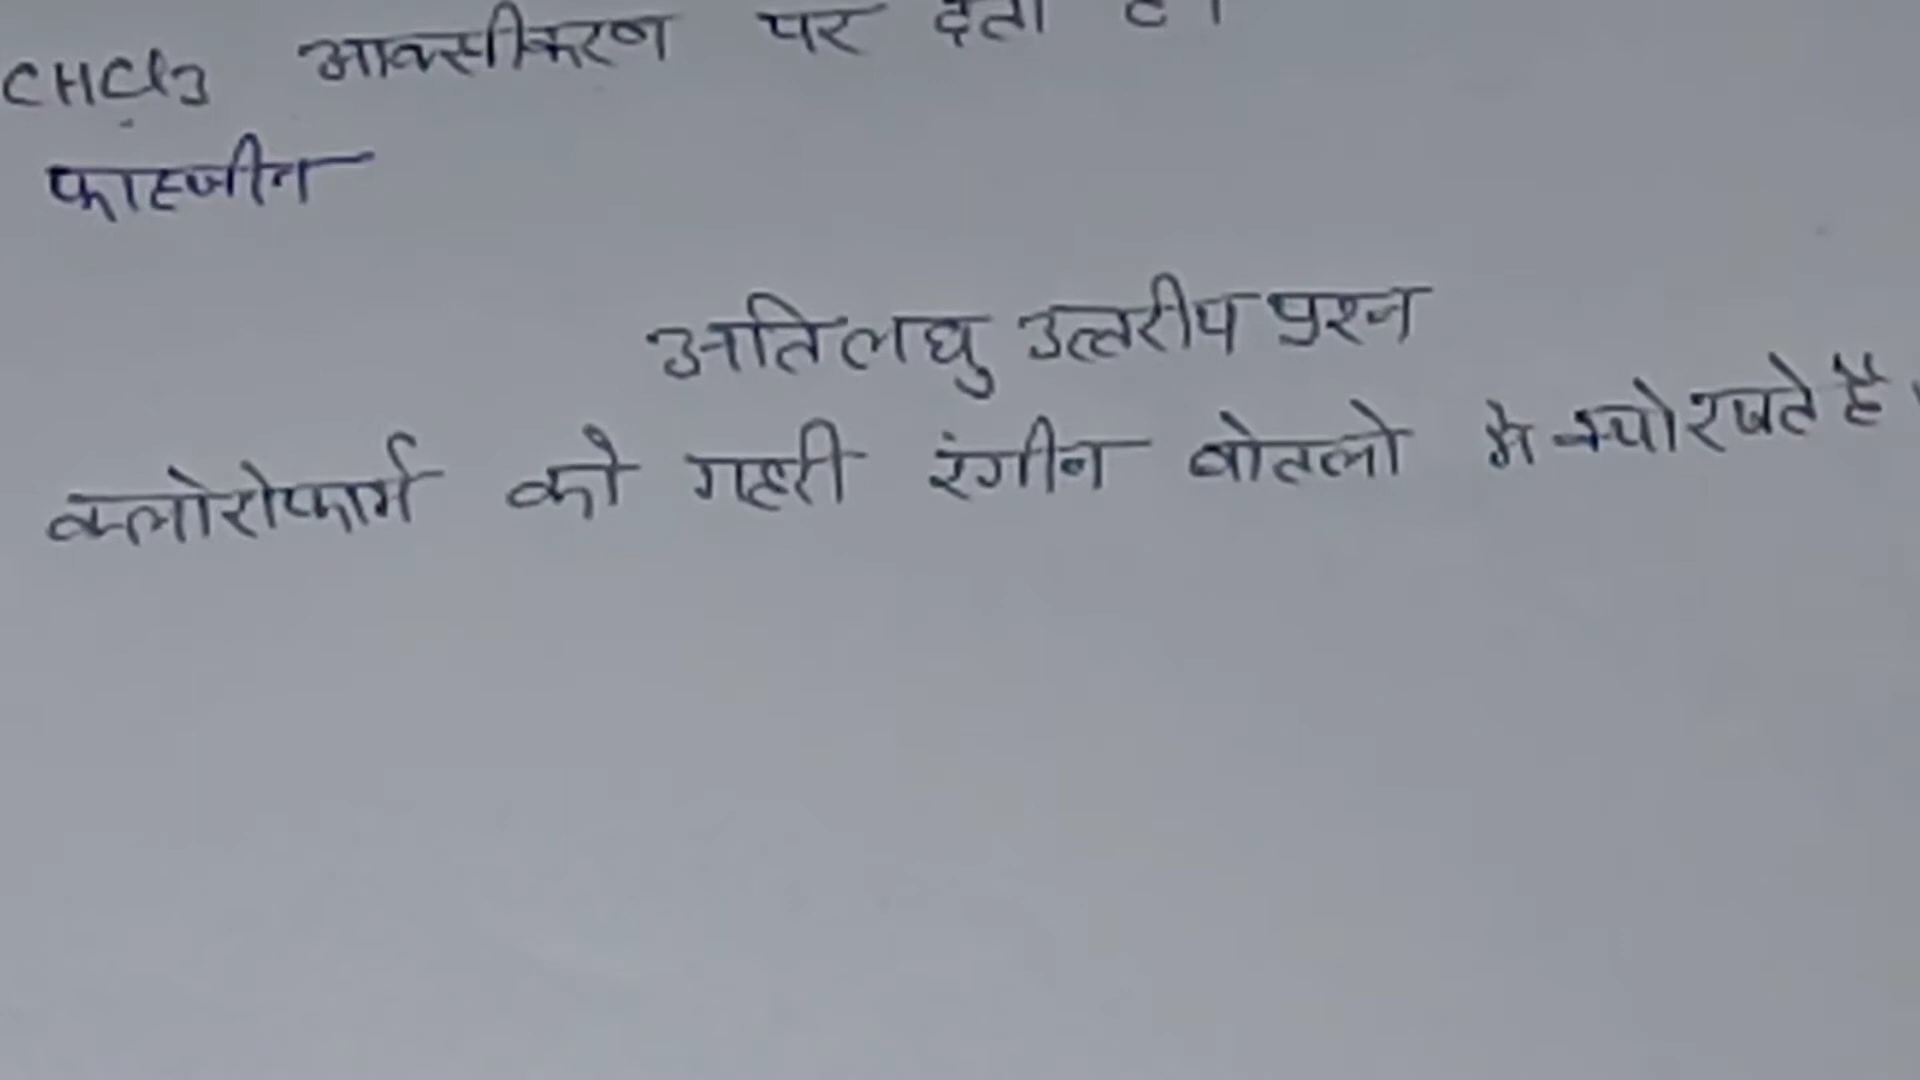 CHCl3 आक्सीकरण पर देता है।
फास्जीन
अतिलघु उत्तरीय प्रश्न
क्लोरोफार्म को गहरी रंगीन बोतलो मे क्यो रखते है।